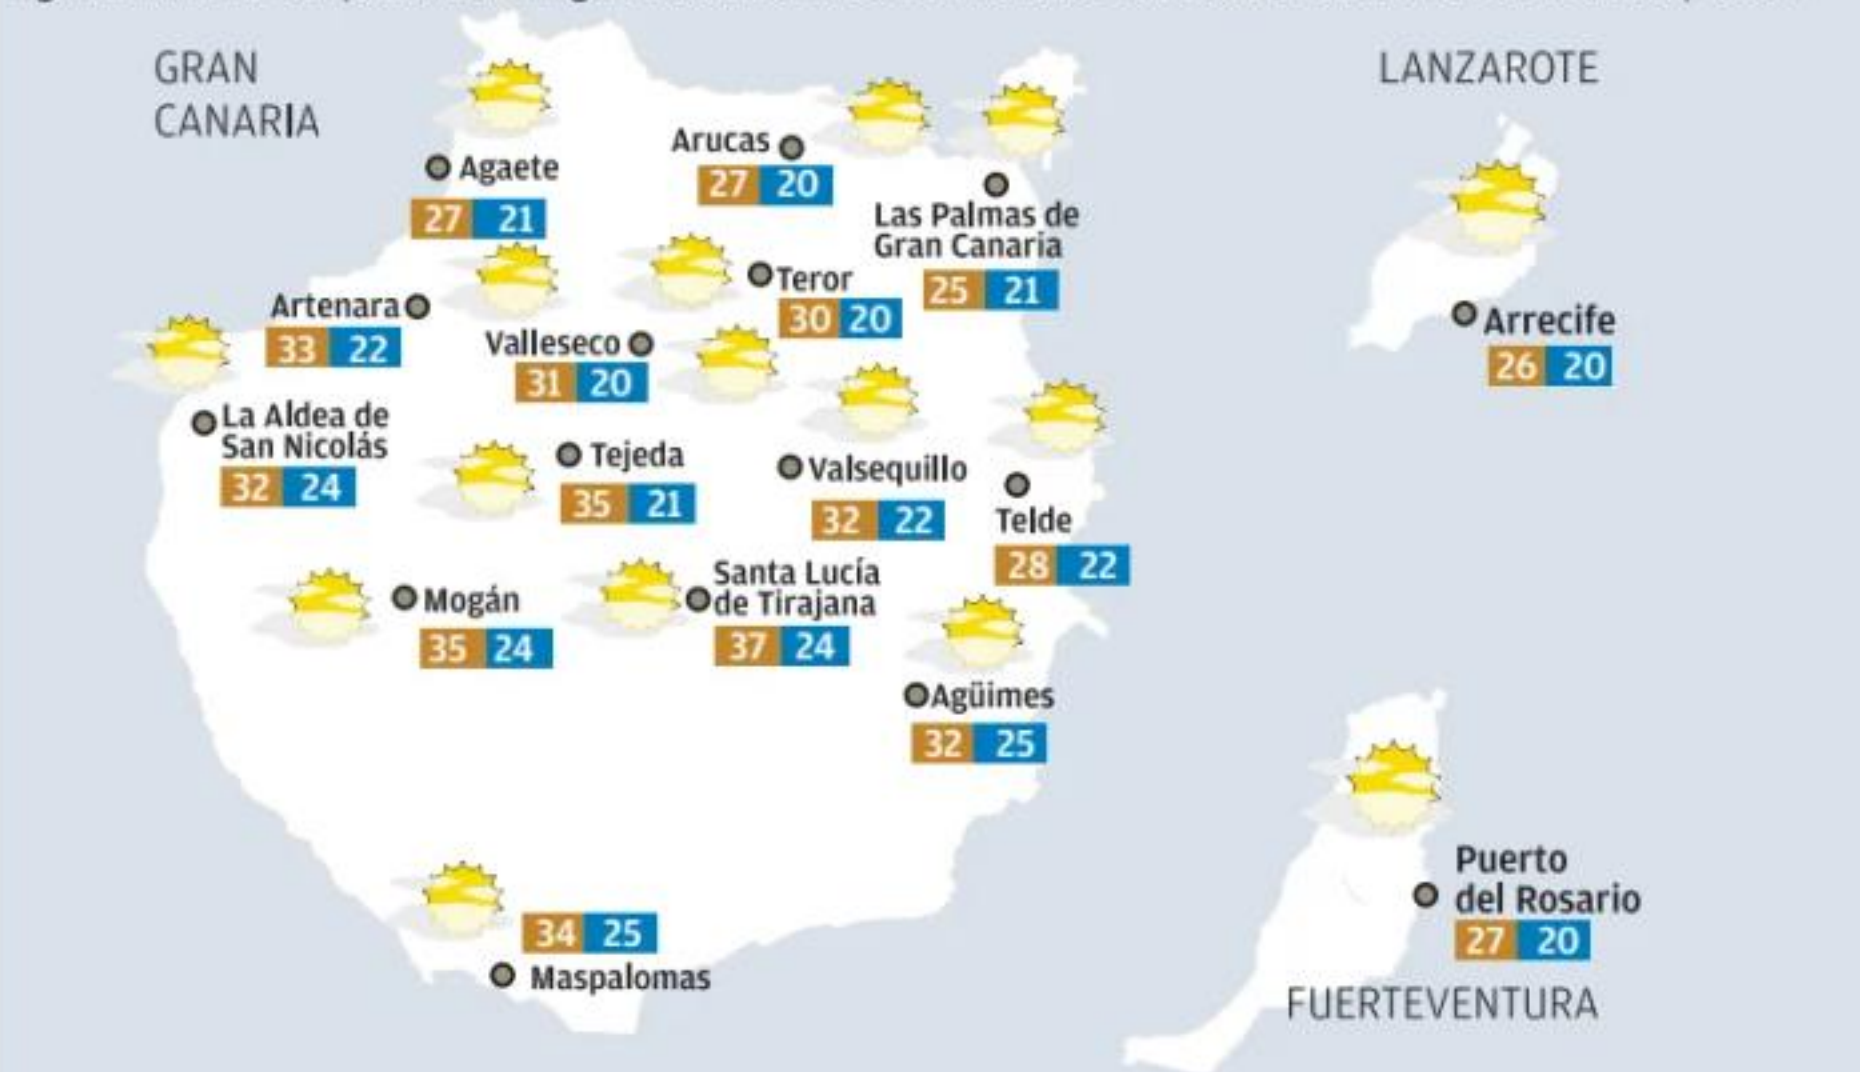 GRAN
CANARIA
LANZAROTE
Agaete
27 21
Arucas
27 20
Las Palmas de
Gran Canaria
25 21
Teror
30 20
Artenara
33 22
Valleseco
31 20
La Aldea de
San Nicolás
32 24
Tejeda
35 21
Valsequillo
32 22
Telde
28 22
Mogán
35 24
Santa Lucía
de Tirajana
37 24
Agüimes
32 25
34 25
Maspalomas
Arrecife
26 20
Puerto
del Rosario
27 20
FUERTEVENTURA